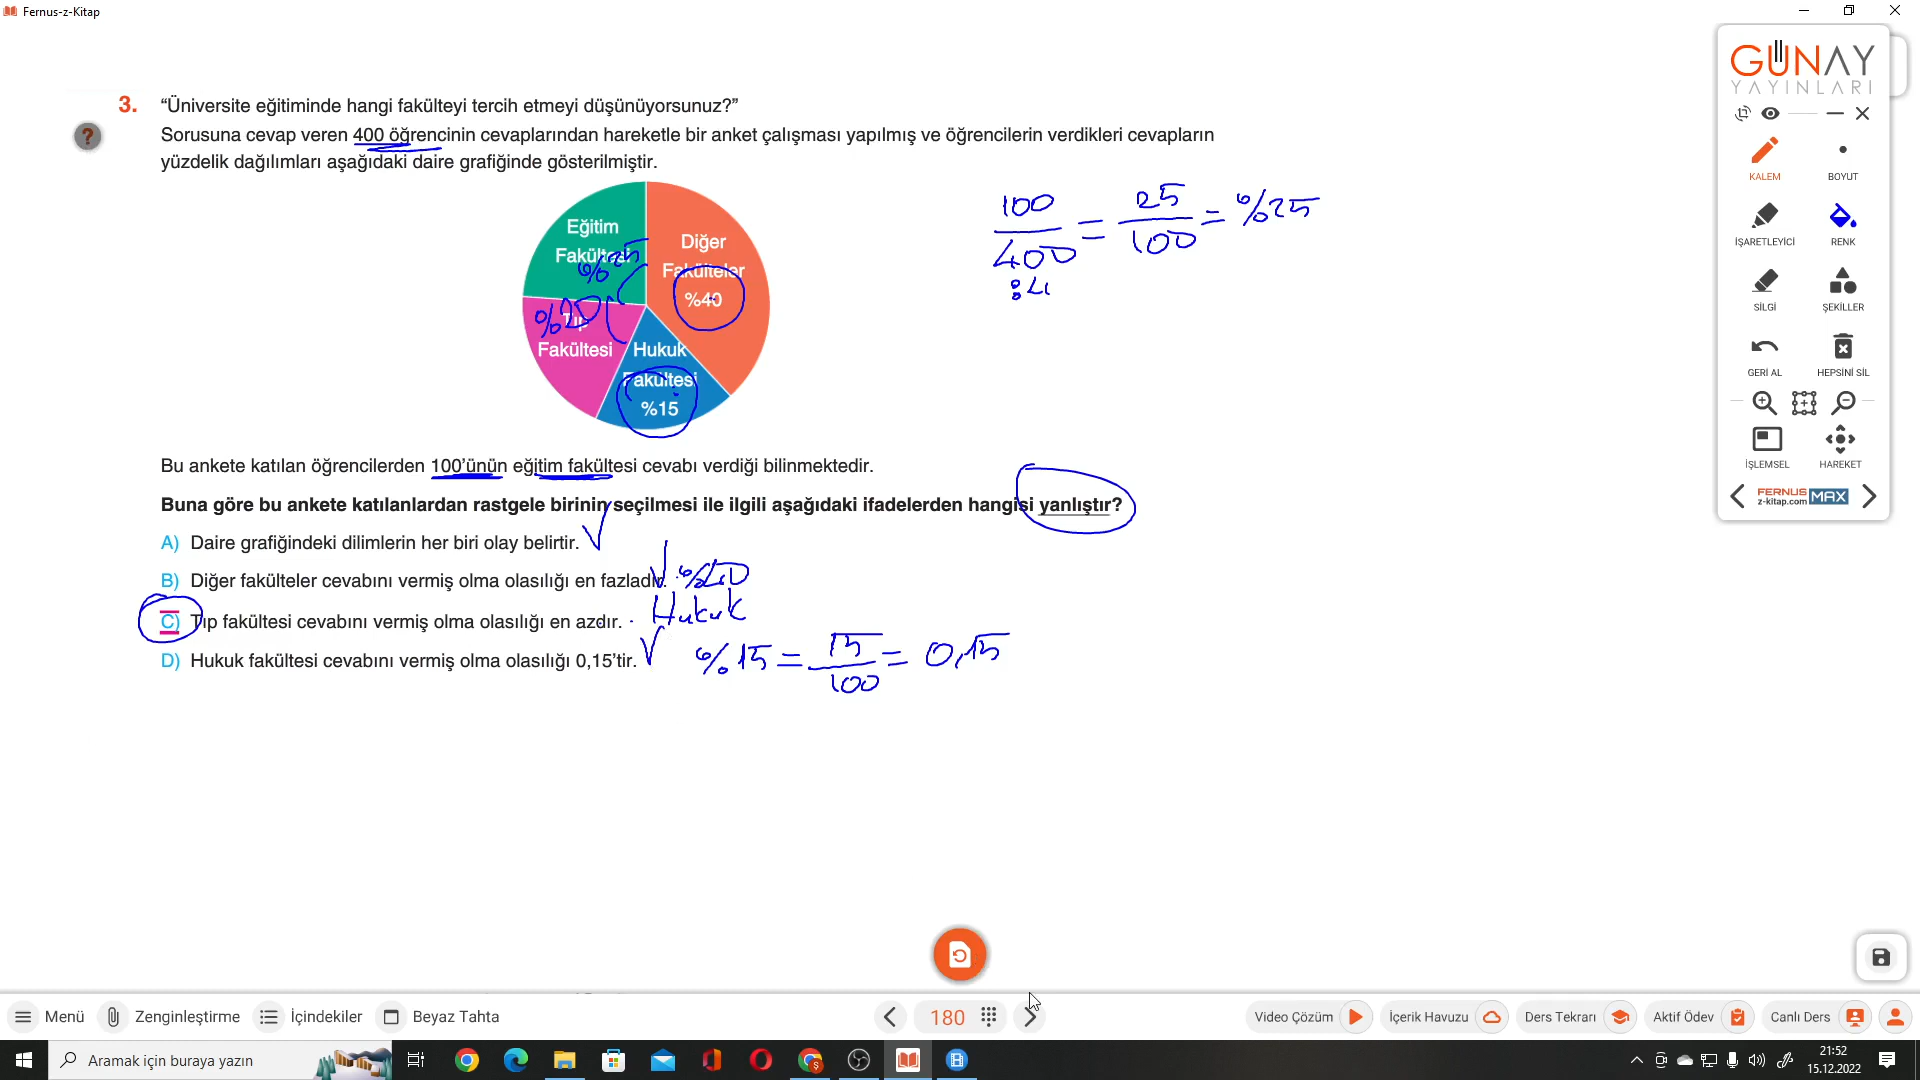 Fernus-z-Kitap
3. “Üniversite eğitiminde hangi fakülteyi tercih etmeyi düşünüyorsunuz?”
Sorusuna cevap veren 400 öğrencinin cevaplarından hareketle bir anket çalışması yapılmış ve öğrencilerin verdikleri cevapların
yüzdelik dağılımları aşağıdaki daire grafiğinde gösterilmiştir.
Eğitim
Fakültesi
%25
Diğer
Fakülteler
%40
%20
Tıp
Fakültesi
Hukuk
Fakültesi
%15
100/400 = 25/100 = %25
:4
Bu ankete katılan öğrencilerden 100’ünün eğitim fakültesi cevabı verdiği bilinmektedir.
Buna göre bu ankete katılanlardan rastgele birinin seçilmesi ile ilgili aşağıdaki ifadelerden hangisi yanlıştır?
A) Daire grafiğindeki dilimlerin her biri olay belirtir.
B) Diğer fakülteler cevabını vermiş olma olasılığı en fazladır. %40
C) Tıp fakültesi cevabını vermiş olma olasılığı en azdır. Hukuk
D) Hukuk fakültesi cevabını vermiş olma olasılığı 0,15’tir. %15 = 15/100 = 0,15
GÜNAY
YAYINLARI
KALEM
BOYUT
İŞARETLEYİCİ
RENK
SİLGİ
ŞEKİLLER
GERİ AL
HEPSİNİ SİL
İŞLEMSEL
HAREKET
FERNUS
z-kitap.com MAX
Menü
Zenginleştirme
İçindekiler
Beyaz Tahta
180
Video Çözüm
İçerik Havuzu
Ders Tekrarı
Aktif Ödev
Canlı Ders
Aramak için buraya yazın
21:52
15.12.2022